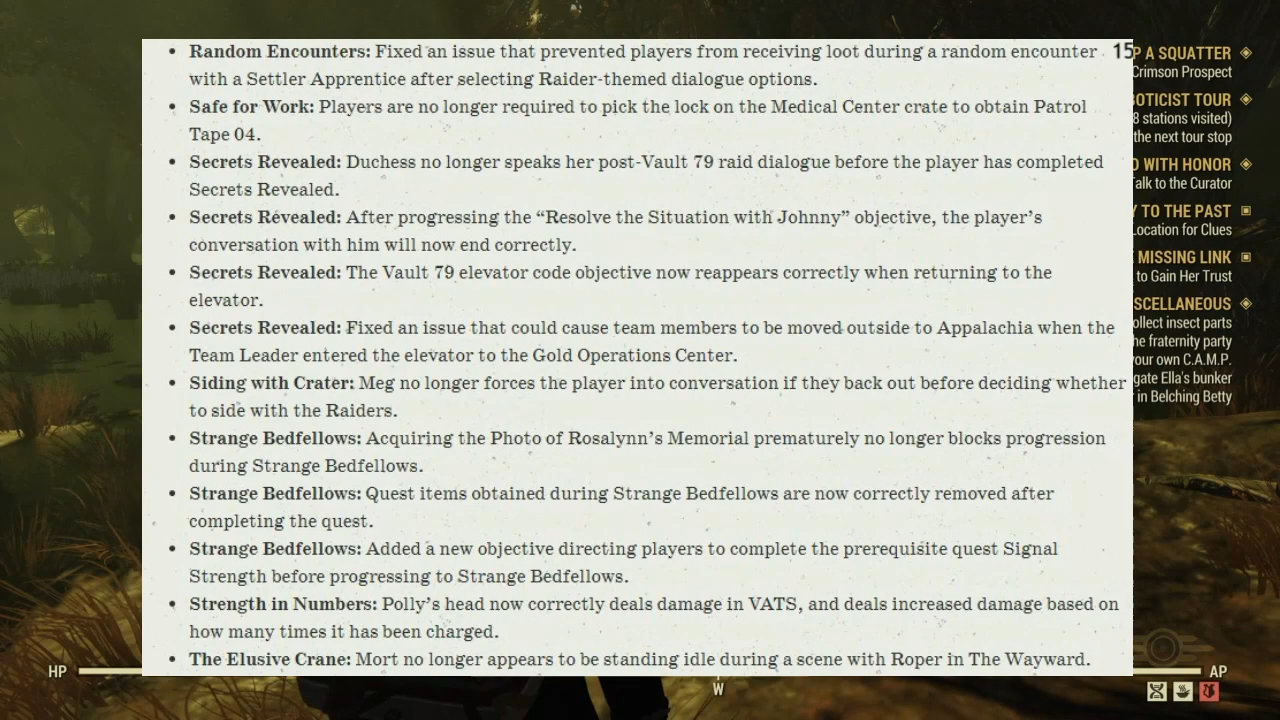 • Random Encounters: Fixed an issue that prevented players from receiving loot during a random encounter
with a Settler Apprentice after selecting Raider-themed dialogue options.
• Safe for Work: Players are no longer required to pick the lock on the Medical Center crate to obtain Patrol
Tape 04.
• Secrets Revealed: Duchess no longer speaks her post-Vault 79 raid dialogue before the player has completed
Secrets Revealed.
• Secrets Revealed: After progressing the “Resolve the Situation with Johnny” objective, the player’s
conversation with him will now end correctly.
• Secrets Revealed: The Vault 79 elevator code objective now reappears correctly when returning to the
elevator.
• Secrets Revealed: Fixed an issue that could cause team members to be moved outside to Appalachia when the
Team Leader entered the elevator to the Gold Operations Center.
• Siding with Crater: Meg no longer forces the player into conversation if they back out before deciding whether
to side with the Raiders.
• Strange Bedfellows: Acquiring the Photo of Rosalynn’s Memorial prematurely no longer blocks progression
during Strange Bedfellows.
• Strange Bedfellows: Quest items obtained during Strange Bedfellows are now correctly removed after
completing the quest.
• Strange Bedfellows: Added a new objective directing players to complete the prerequisite quest Signal
Strength before progressing to Strange Bedfellows.
• Strength in Numbers: Polly’s head now correctly deals damage in VATS, and deals increased damage based on
how many times it has been charged.
• The Elusive Crane: Mort no longer appears to be standing idle during a scene with Roper in The Wayward.
15
P A SQUATTER
Crimson Prospect
OTICIST TOUR
8 stations visited)
the next tour stop
D WITH HONOR
Talk to the Curator
Y TO THE PAST
Location for Clues
MISSING LINK
to Gain Her Trust
SCELLANEOUS
ollect insect parts
he fraternity party
your own C.A.M.P.
gate Ella's bunker
in Belching Betty
HP
W
AP